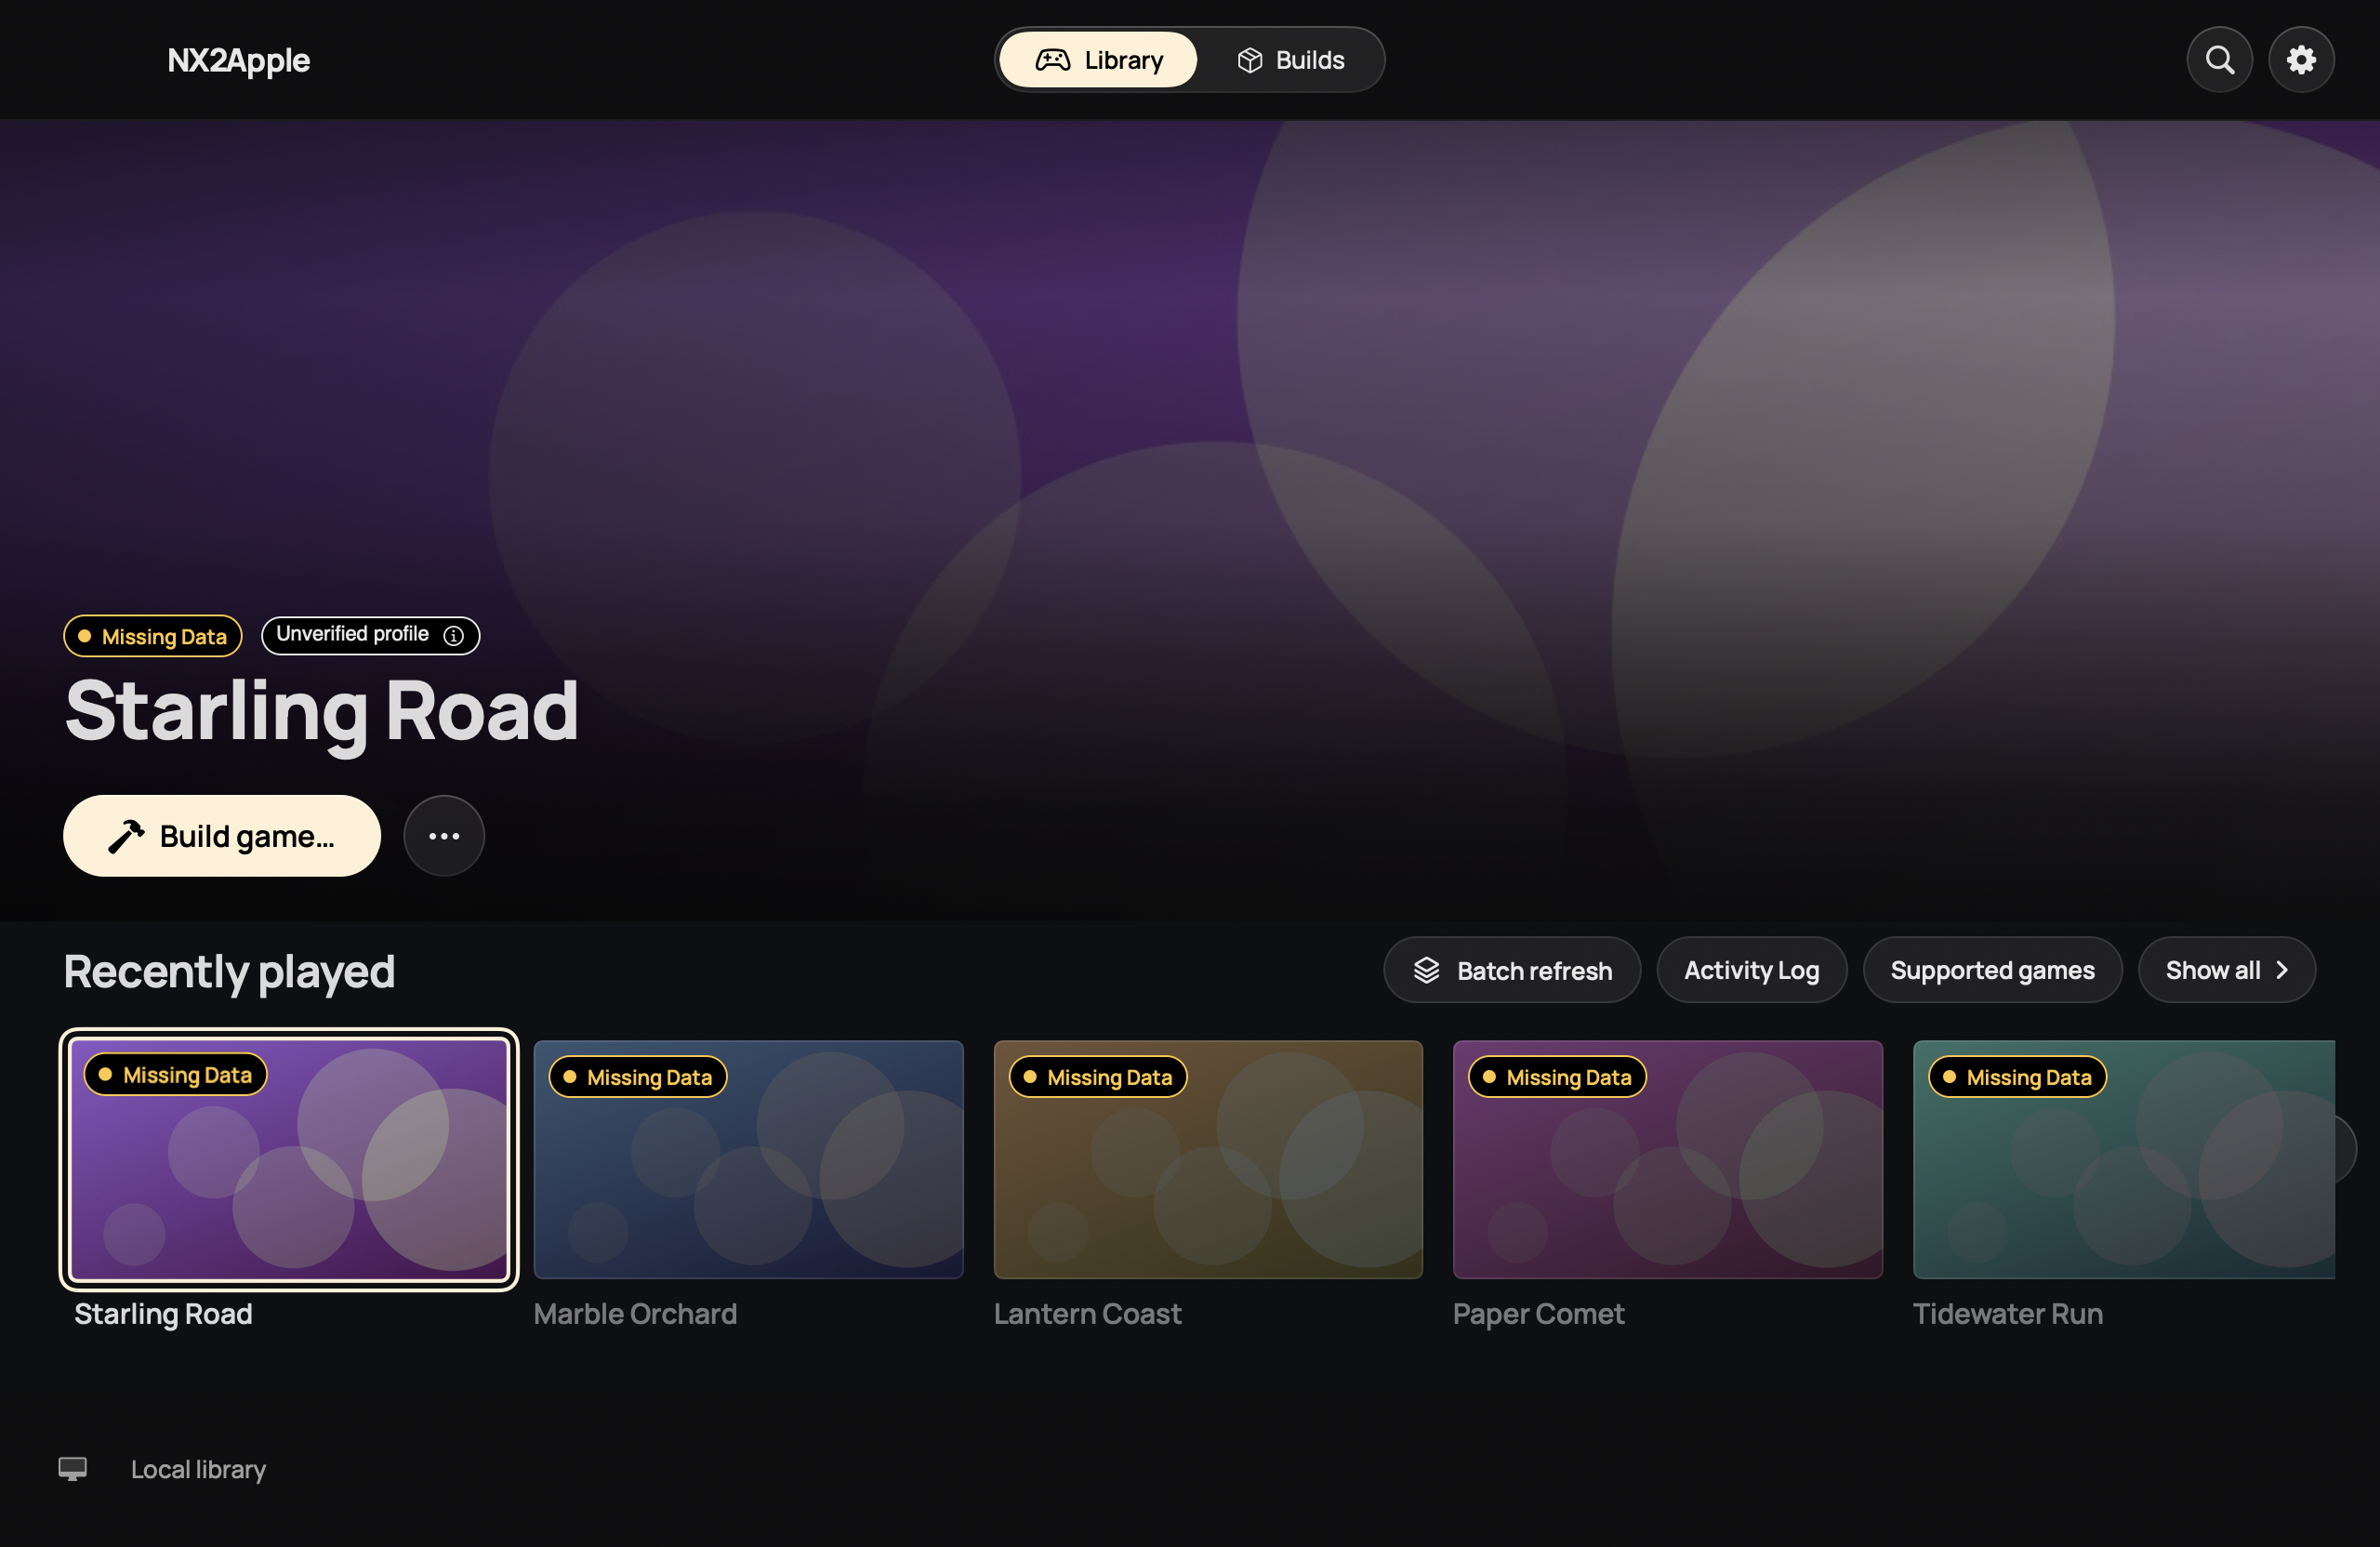 NX2Apple
Library
Builds
Missing Data
Unverified profile
Starling Road
Build game...
Recently played
Batch refresh
Activity Log
Supported games
Show all
Missing Data
Missing Data
Missing Data
Missing Data
Missing Data
Starling Road
Marble Orchard
Lantern Coast
Paper Comet
Tidewater Run
Local library